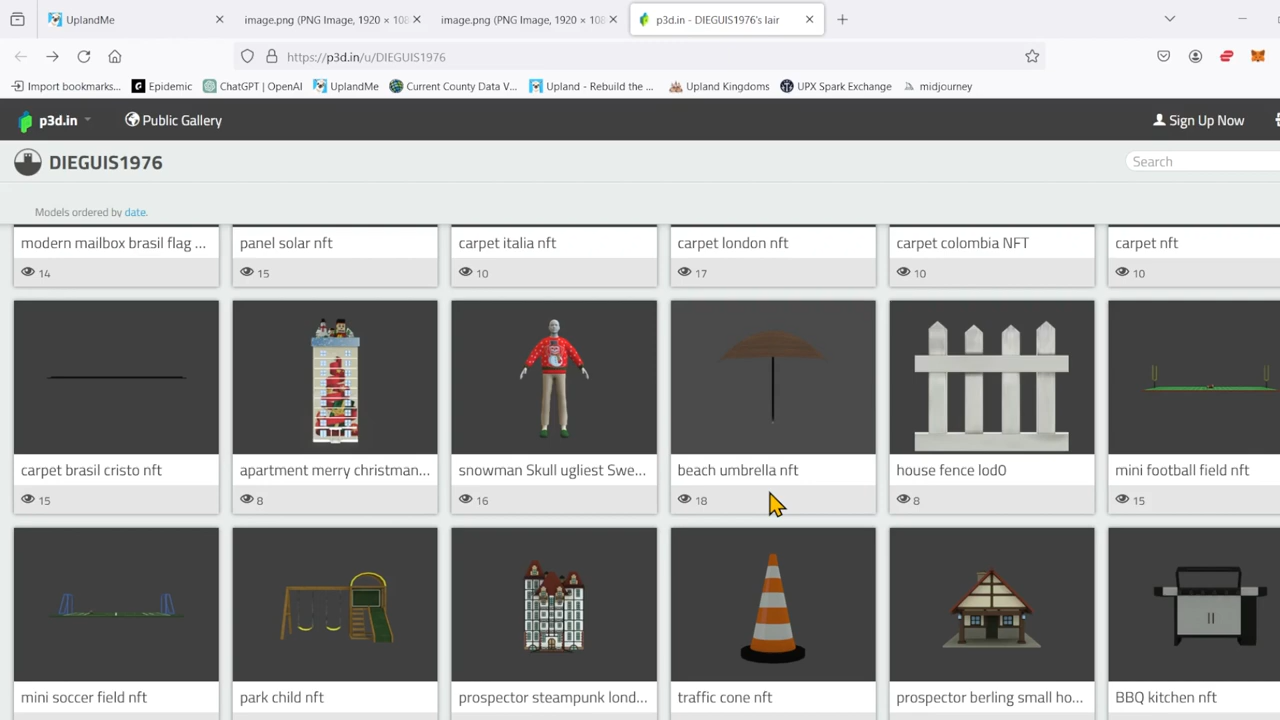 UplandMe
image.png (PNG Image, 1920 × 108
image.png (PNG Image, 1920 × 108
p3d.in - DIEGUIS1976's lair
https://p3d.in/u/DIEGUIS1976
Import bookmarks...
Epidemic
ChatGPT | OpenAI
UplandMe
Current County Data V...
Upland - Rebuild the ...
Upland Kingdoms
UPX Spark Exchange
midjourney
p3d.in
Public Gallery
Sign Up Now
DIEGUIS1976
Search
Models ordered by date.
modern mailbox brasil flag ...
panel solar nft
carpet italia nft
carpet london nft
carpet colombia NFT
carpet nft
14
15
10
17
10
10
carpet brasil cristo nft
apartment merry christman...
snowman Skull ugliest Swe...
beach umbrella nft
house fence lod0
mini football field nft
15
8
16
18
8
15
mini soccer field nft
park child nft
prospector steampunk lond...
traffic cone nft
prospector berling small ho...
BBQ kitchen nft